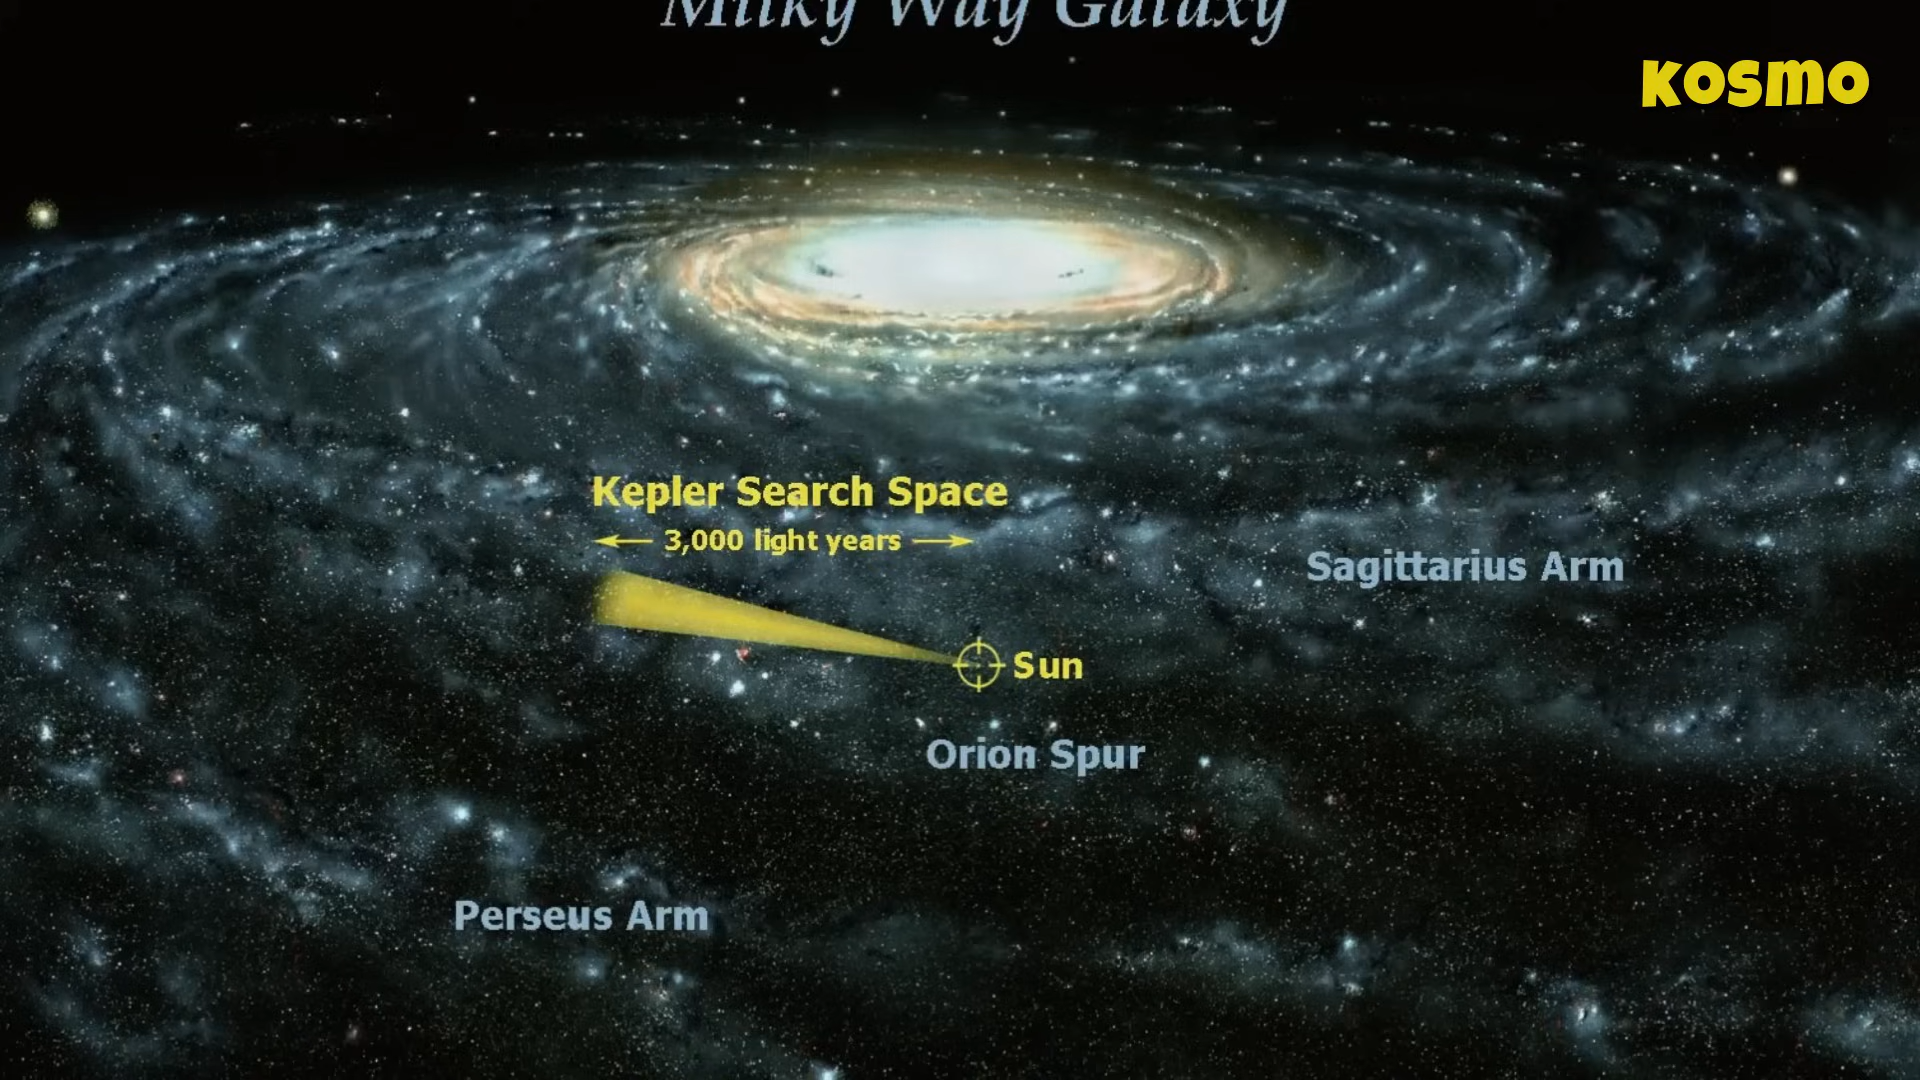 Milky Way Galaxy
KOSMO
Kepler Search Space
3,000 light years
Sagittarius Arm
Sun
Orion Spur
Perseus Arm